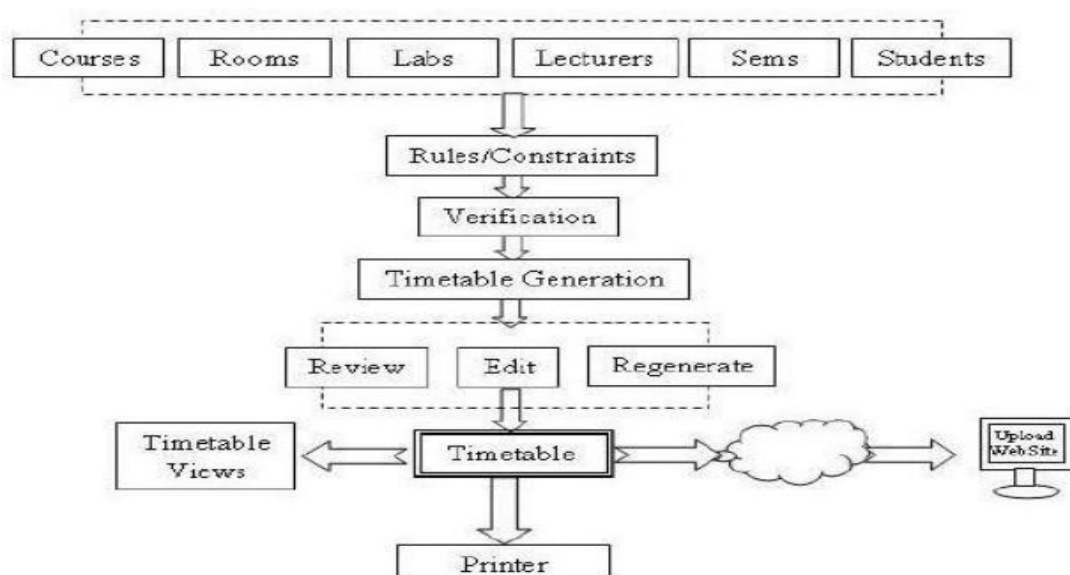 Courses
Rooms
Labs
Lecturers
Sems
Students
Rules/Constraints
Verification
Timetable Generation
Review
Edit
Regenerate
Timetable
Views
Timetable
Upload
Web Site
Printer